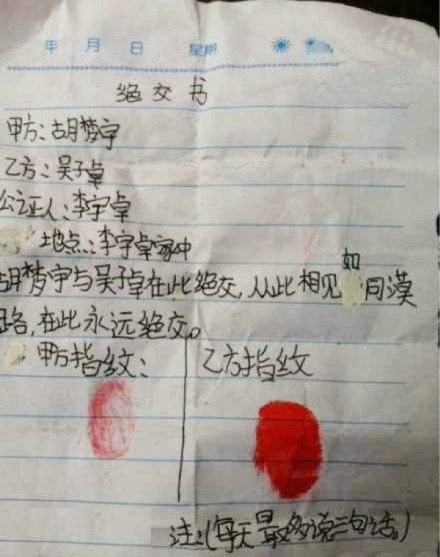 年 月 日 星期
绝交书
甲方:胡梦宇
乙方:吴子卓
公证人:李宇卓
地点:李宇卓家中
胡梦宇与吴子卓在此绝交,从此相见如同漠
路,在此永远绝交。
甲方指纹:
乙方指纹
注:(每天最多说三句话。)